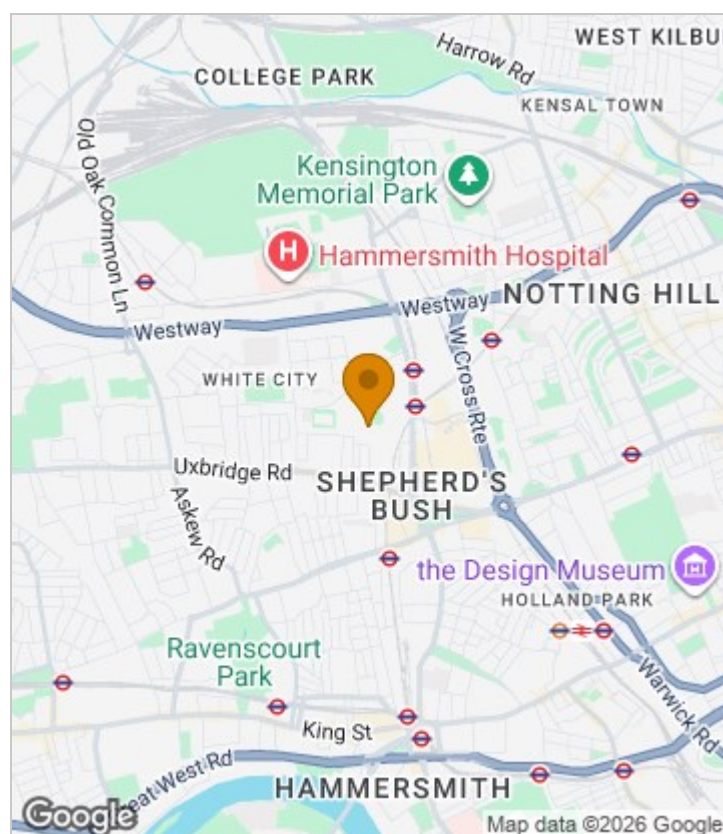 WEST KILBU
Harrow Rd
COLLEGE PARK
KENSAL TOWN
Old Oak Common Ln
Kensington
Memorial Park
H
Hammersmith Hospital
Westway
NOTTING HILL
Westway
W Cross Rte
WHITE CITY
Uxbridge Rd
SHEPHERD'S
BUSH
Askew Rd
the Design Museum
HOLLAND PARK
Ravenscourt
Park
Warwick Rd
King St
Great West Rd
HAMMERSMITH
Google
Map data ©2026 Google